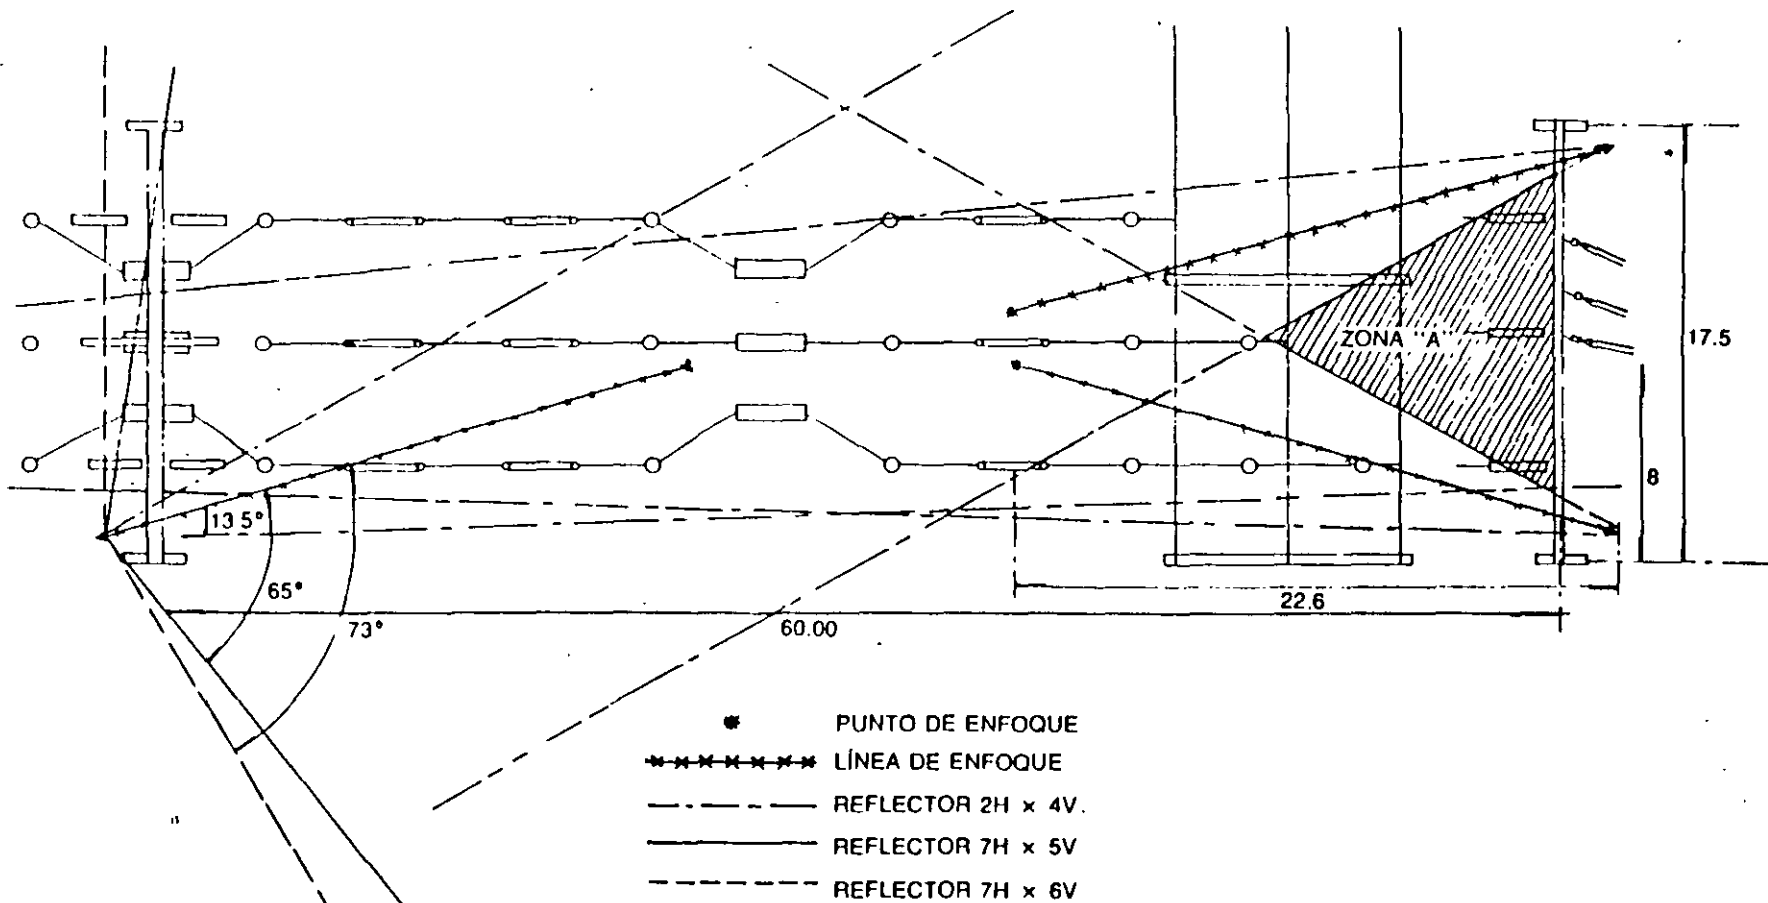 ZONA "A"
17.5
8
13.5°
65°
73°
22.6
60.00
PUNTO DE ENFOQUE
LÍNEA DE ENFOQUE
REFLECTOR 2H × 4V.
REFLECTOR 7H × 5V
REFLECTOR 7H × 6V